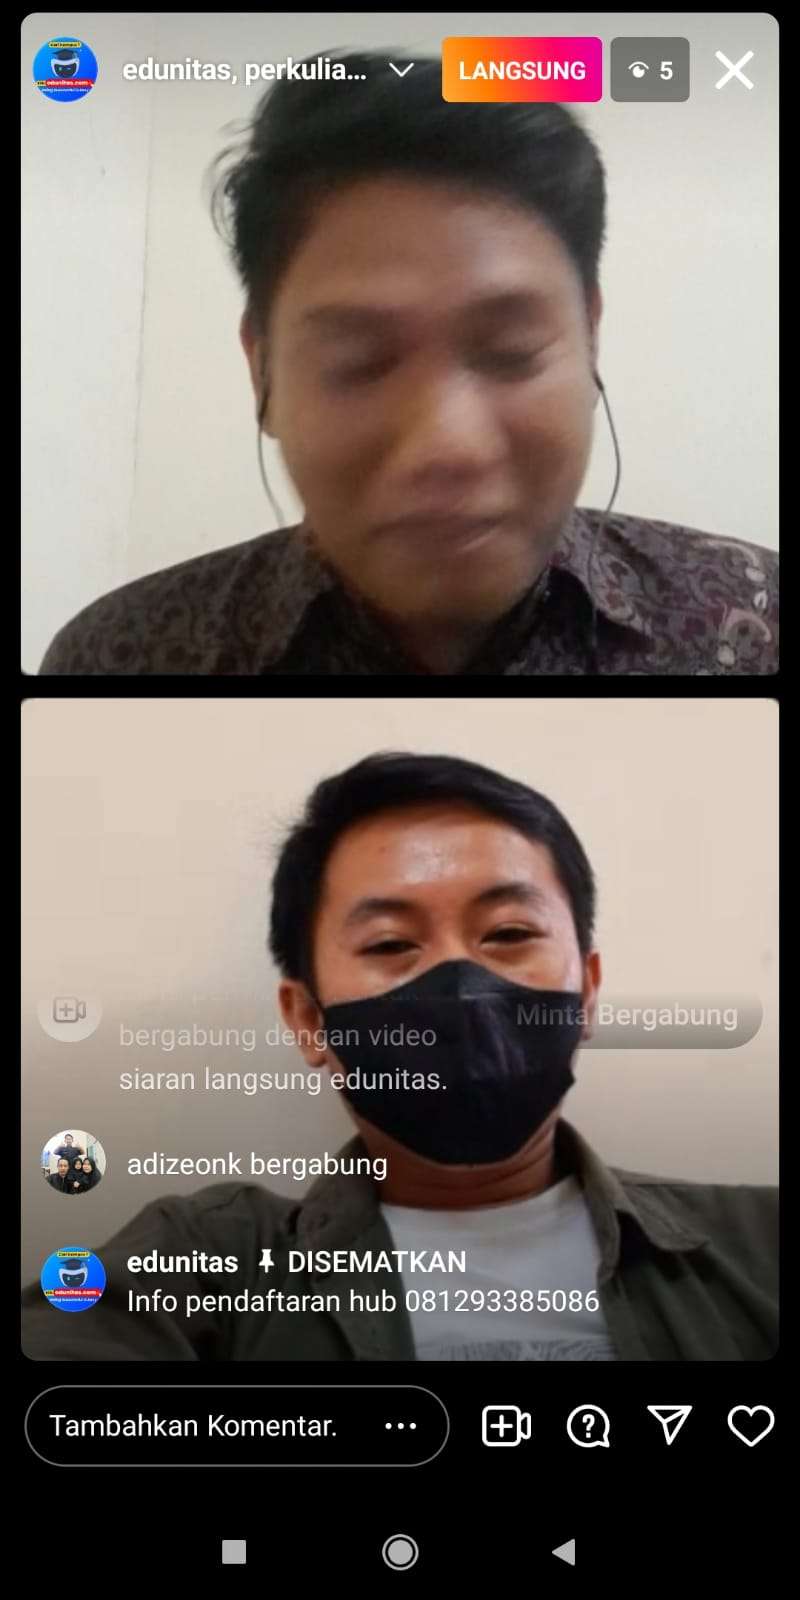 edunitas, perkulia...
LANGSUNG
5
Minta Bergabung
bergabung dengan video
siaran langsung edunitas.
adizeonk bergabung
edunitas DISEMATKAN
Info pendaftaran hub 081293385086
Tambahkan Komentar.